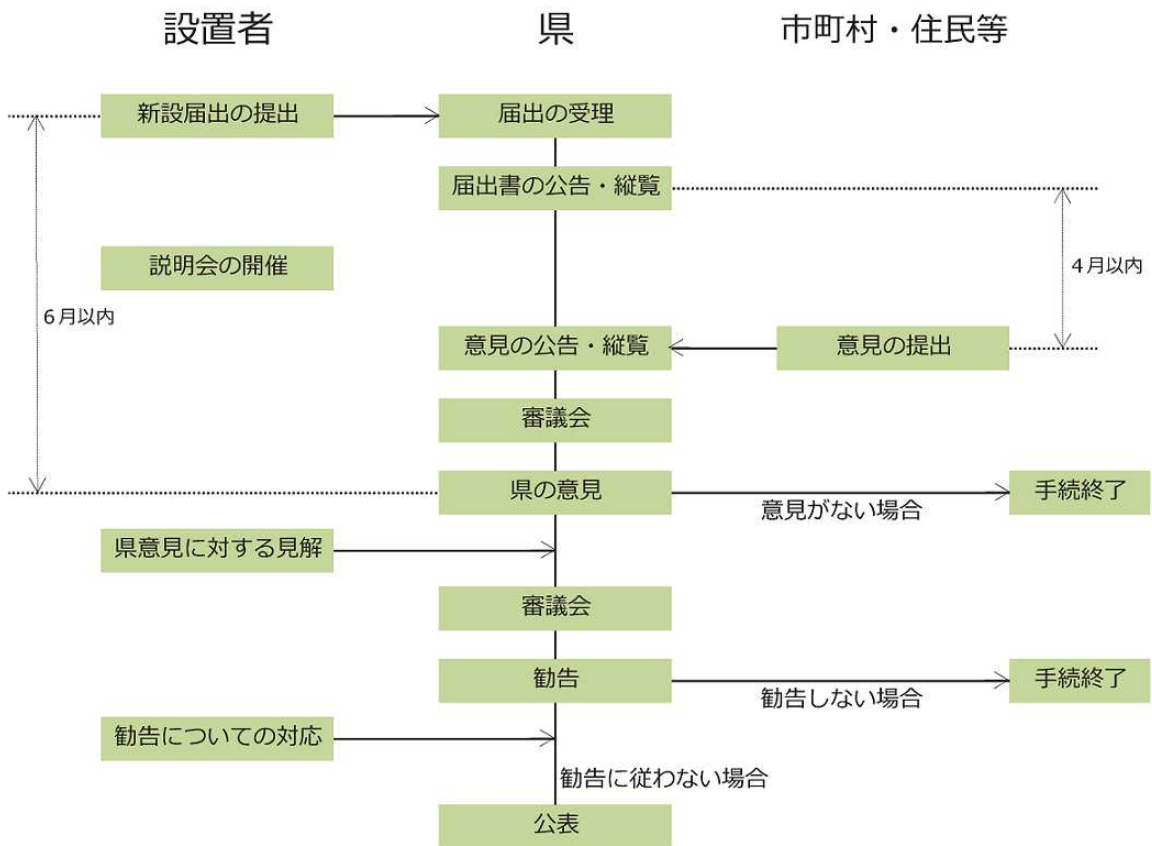 設置者
県
市町村・住民等
新設届出の提出
届出の受理
届出書の公告・縦覧
説明会の開催
4月以内
6月以内
意見の公告・縦覧
意見の提出
審議会
県の意見
意見がない場合
手続終了
県意見に対する見解
審議会
勧告
勧告しない場合
手続終了
勧告についての対応
勧告に従わない場合
公表